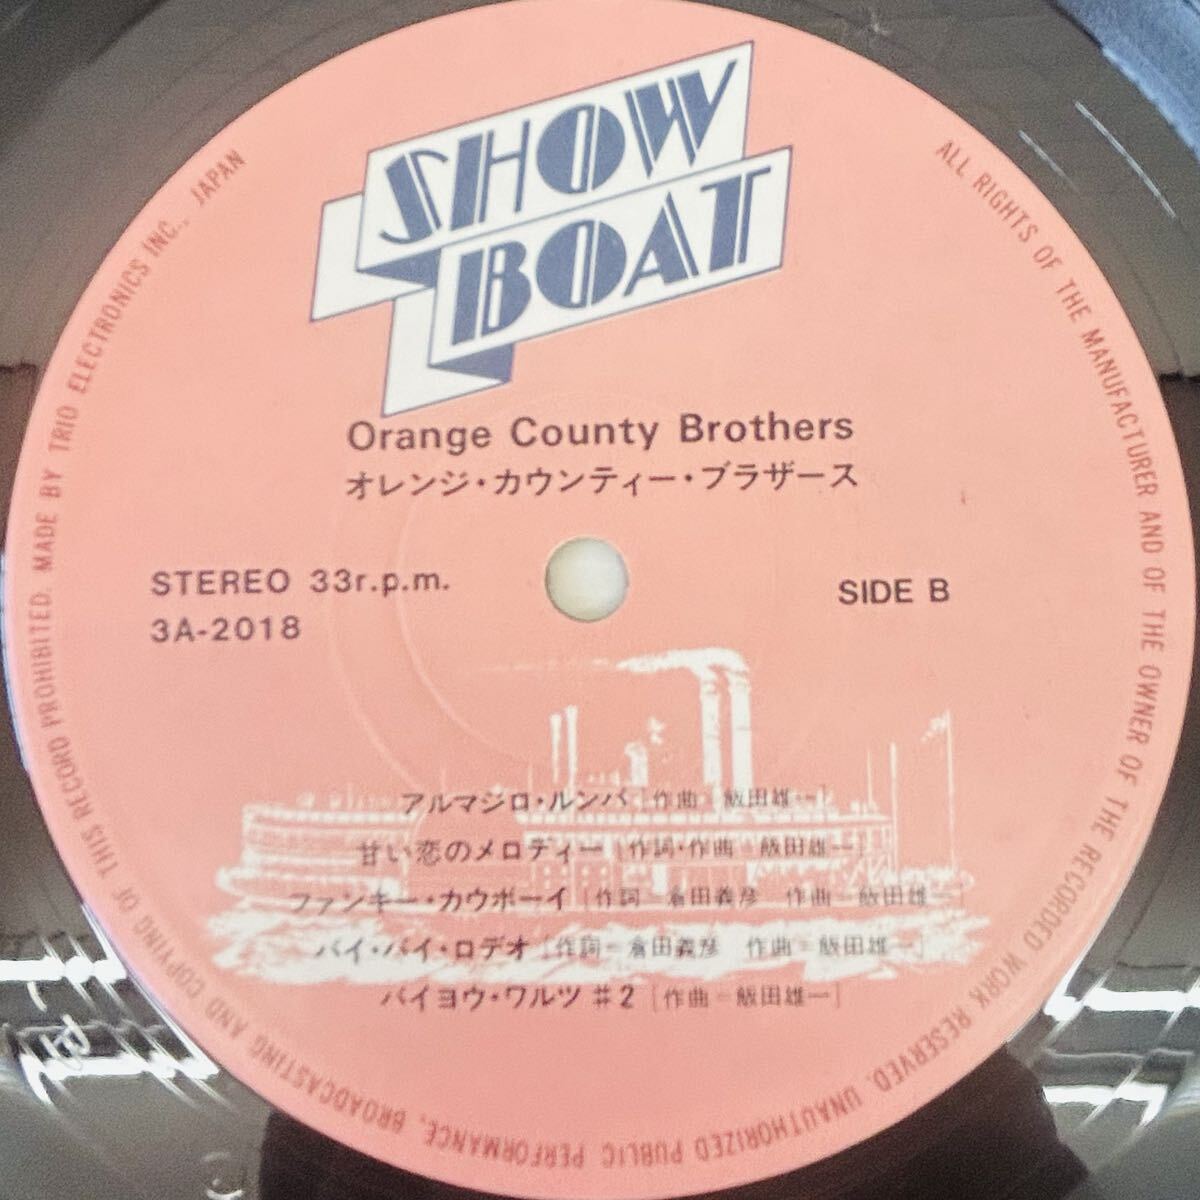 SHOW
BOAT
Orange County Brothers
オレンジ・カウンティー・ブラザース
STEREO 33r.p.m.
3A-2018
SIDE B
アルマジロ・ルンバ [作曲=飯田雄一]
甘い恋のメロディー [作詞・作曲=飯田雄一]
ファンキー・カウボーイ [作詞=倉田義彦 作曲=飯田雄一]
バイ・バイ・ロデオ [作詞=倉田義彦 作曲=飯田雄一]
バイヨウ・ワルツ #2 [作曲=飯田雄一]
ALL RIGHTS OF THE MANUFACTURER AND OF THE OWNER OF THE RECORDED WORK RESERVED. UNAUTHORIZED PUBLIC PERFORMANCE, BROADCASTING AND COPYING OF THIS RECORD PROHIBITED. MADE BY TRIO ELECTRONICS INC., JAPAN